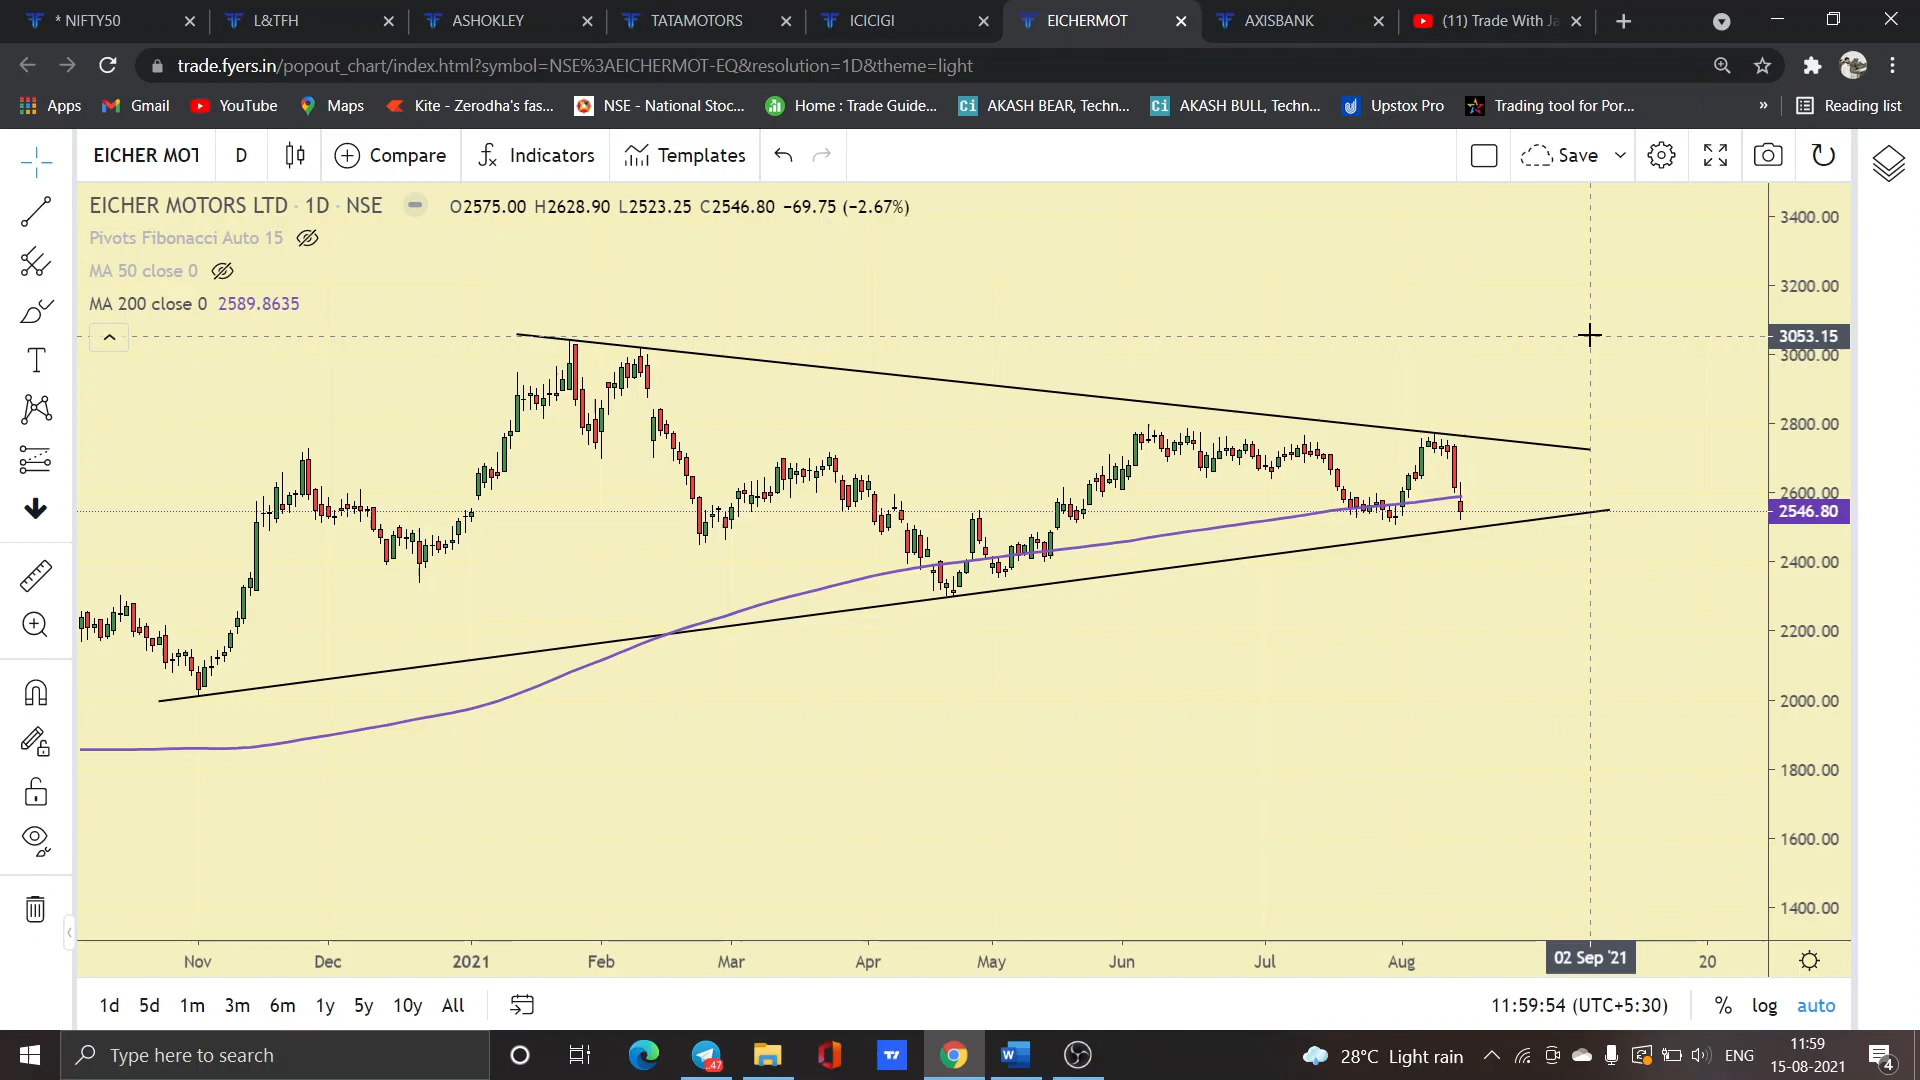 * NIFTY50 L&TFH ASHOKLEY TATAMOTORS ICICIGI EICHERMOT AXISBANK (11) Trade With Ja
trade.fyers.in/popout_chart/index.html?symbol=NSE%3AEICHERMOT-EQ&resolution=1D&theme=light
Apps Gmail YouTube Maps Kite - Zerodha's fas... NSE - National Stoc... Home : Trade Guide... Ci AKASH BEAR, Techn... Ci AKASH BULL, Techn... Upstox Pro Trading tool for Por... » Reading list
EICHER MOT D Compare Indicators Templates Save
EICHER MOTORS LTD · 1D · NSE O2575.00 H2628.90 L2523.25 C2546.80 −69.75 (−2.67%)
Pivots Fibonacci Auto 15
MA 50 close 0
MA 200 close 0 2589.8635
3400.00
3200.00
3053.15
3000.00
2800.00
2600.00
2546.80
2400.00
2200.00
2000.00
1800.00
1600.00
1400.00
Nov Dec 2021 Feb Mar Apr May Jun Jul Aug 02 Sep '21 20
1d 5d 1m 3m 6m 1y 5y 10y All 11:59:54 (UTC+5:30) % log auto
Type here to search 47 28°C Light rain ENG 11:59
15-08-2021 4